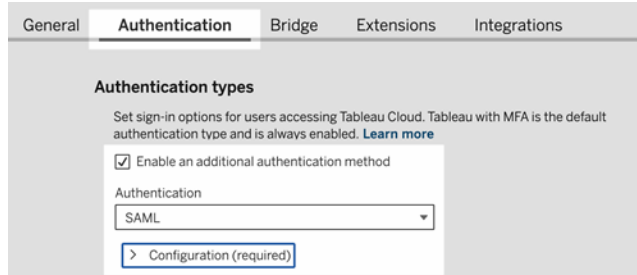 General Authentication Bridge Extensions Integrations
Authentication types
Set sign-in options for users accessing Tableau Cloud. Tableau with MFA is the default
authentication type and is always enabled. Learn more
Enable an additional authentication method
Authentication
SAML
Configuration (required)